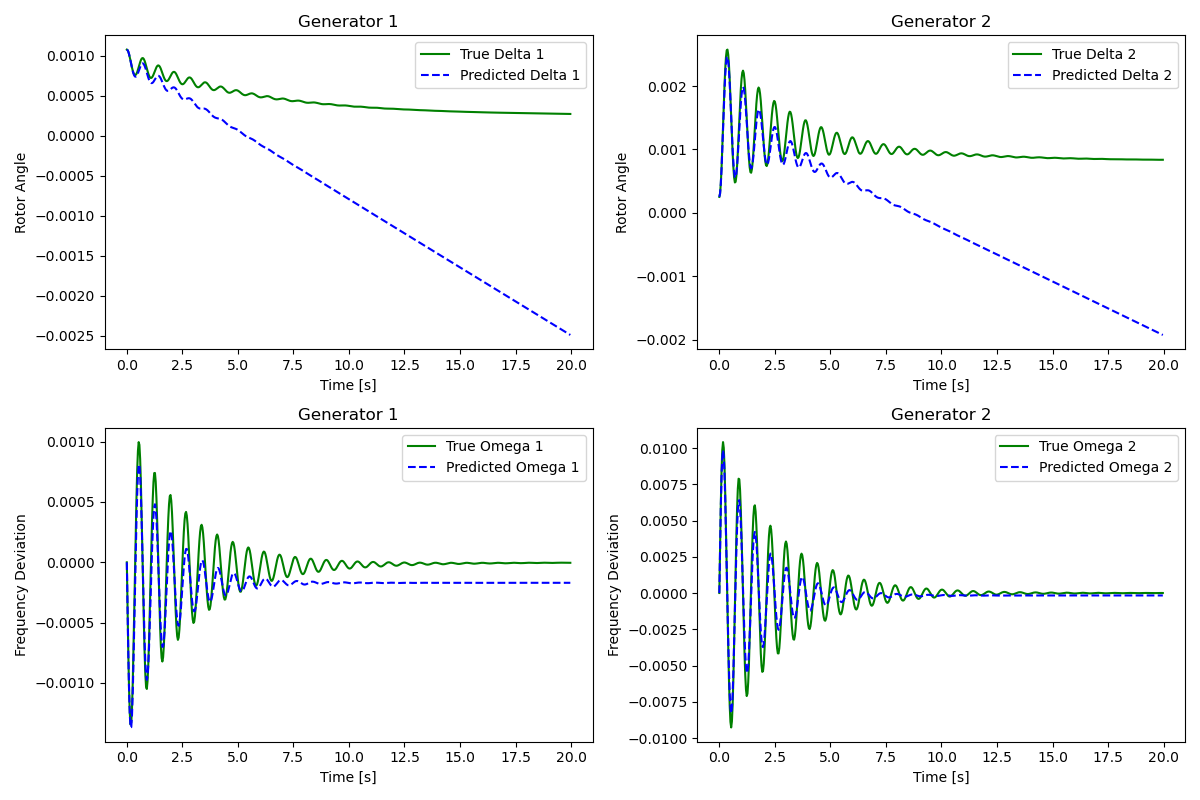 Generator 1
True Delta 1
Predicted Delta 1
Rotor Angle
0.0010
0.0005
0.0000
−0.0005
−0.0010
−0.0015
−0.0020
−0.0025
0.0 2.5 5.0 7.5 10.0 12.5 15.0 17.5 20.0
Time [s]
Generator 2
True Delta 2
Predicted Delta 2
Rotor Angle
0.002
0.001
0.000
−0.001
−0.002
0.0 2.5 5.0 7.5 10.0 12.5 15.0 17.5 20.0
Time [s]
Generator 1
True Omega 1
Predicted Omega 1
Frequency Deviation
0.0010
0.0005
0.0000
−0.0005
−0.0010
0.0 2.5 5.0 7.5 10.0 12.5 15.0 17.5 20.0
Time [s]
Generator 2
True Omega 2
Predicted Omega 2
Frequency Deviation
0.0100
0.0075
0.0050
0.0025
0.0000
−0.0025
−0.0050
−0.0075
−0.0100
0.0 2.5 5.0 7.5 10.0 12.5 15.0 17.5 20.0
Time [s]